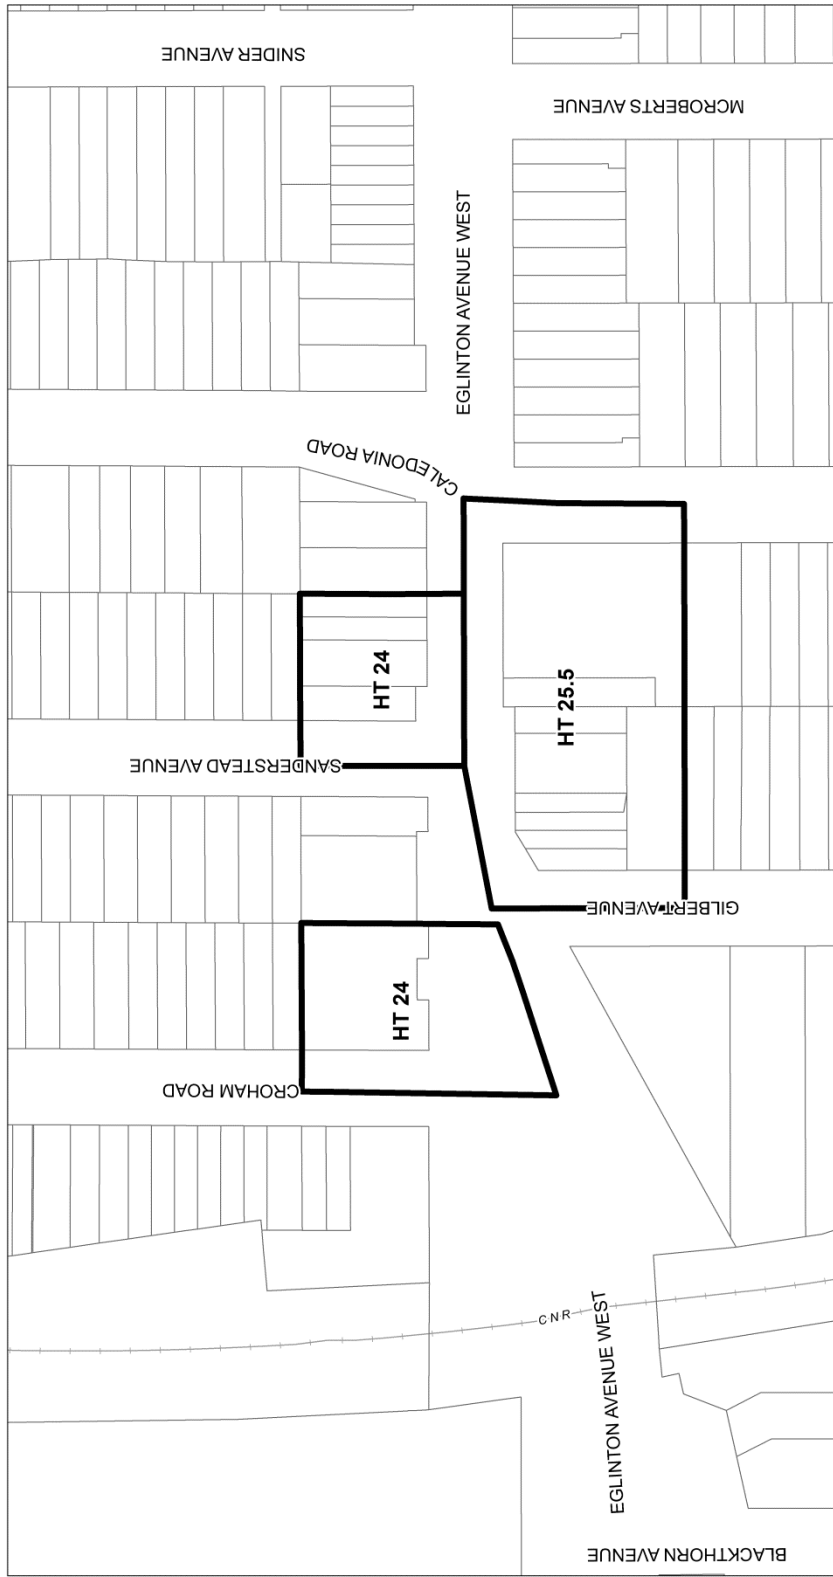 SNIDER AVENUE
MCROBERTS AVENUE
EGLINTON AVENUE WEST
CALEDONIA ROAD
HT 24
HT 25.5
SANDERSTEAD AVENUE
GILBERT AVENUE
HT 24
CROHAM ROAD
CNR
EGLINTON AVENUE WEST
BLACKTHORN AVENUE